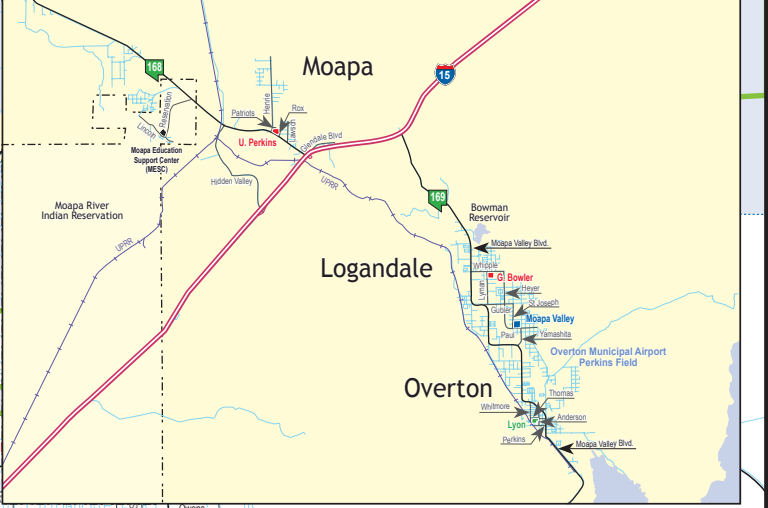 168
Moapa
15
Reservation
Lincoln
Henrie
Patriots
Rox
Lawson
U. Perkins
Glendale Blvd
Moapa Education
Support Center
(MESC)
Hidden Valley
UPRR
Moapa River
Indian Reservation
UPRR
169
Bowman
Reservoir
Moapa Valley Blvd.
Logandale
Whipple
G. Bowler
Lyman
Heyer
St Joseph
Gubler
Moapa Valley
Paul
Yamashita
Overton Municipal Airport
Perkins Field
Overton
Thomas
Whitmore
Anderson
Lyon
Perkins
Moapa Valley Blvd.